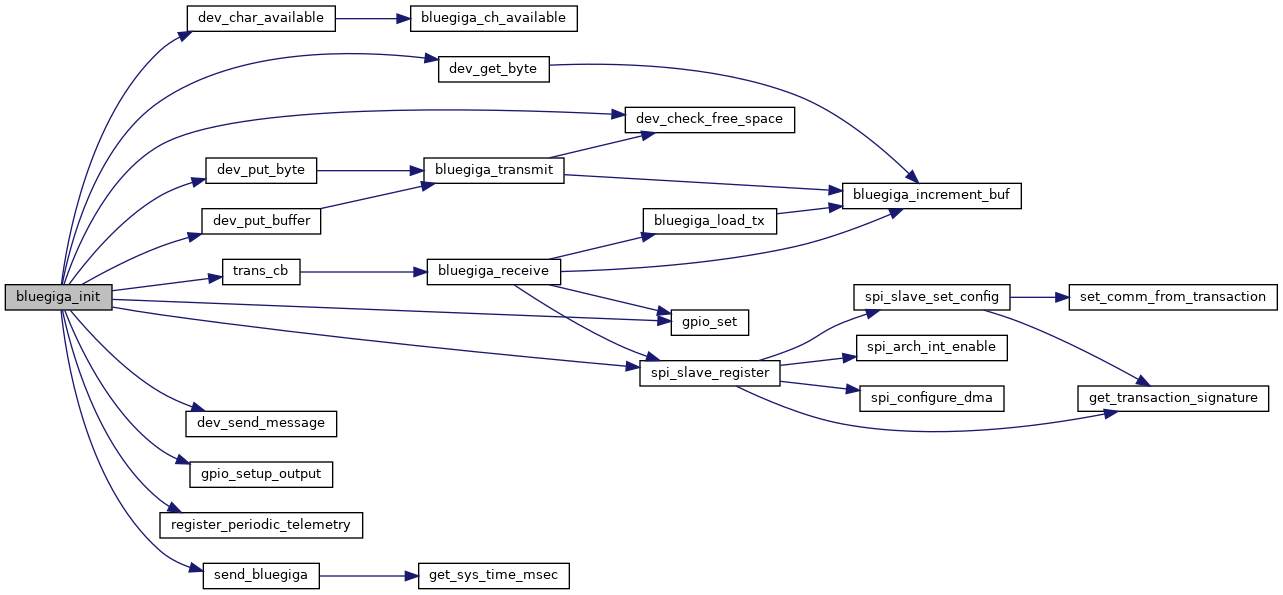 dev_char_available
bluegiga_ch_available
dev_get_byte
dev_check_free_space
dev_put_byte
bluegiga_transmit
bluegiga_increment_buf
dev_put_buffer
bluegiga_load_tx
trans_cb
bluegiga_receive
bluegiga_init
spi_slave_set_config
set_comm_from_transaction
gpio_set
spi_arch_int_enable
spi_slave_register
spi_configure_dma
get_transaction_signature
dev_send_message
gpio_setup_output
register_periodic_telemetry
send_bluegiga
get_sys_time_msec